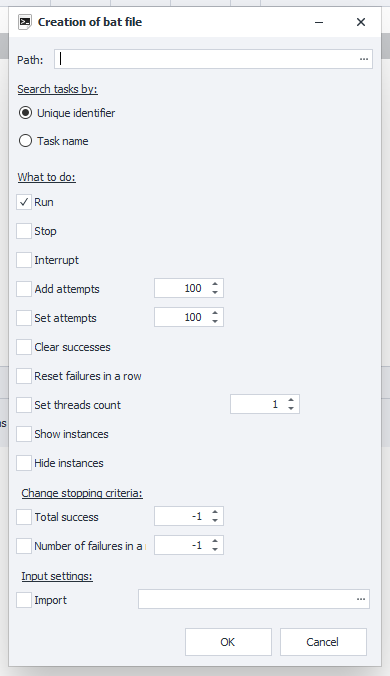 Creation of bat file
Path:
Search tasks by:
Unique identifier
Task name
What to do:
Run
Stop
Interrupt
Add attempts 100
Set attempts 100
Clear successes
Reset failures in a row
Set threads count 1
Show instances
Hide instances
Change stopping criteria:
Total success -1
Number of failures in a -1
Input settings:
Import
OK Cancel